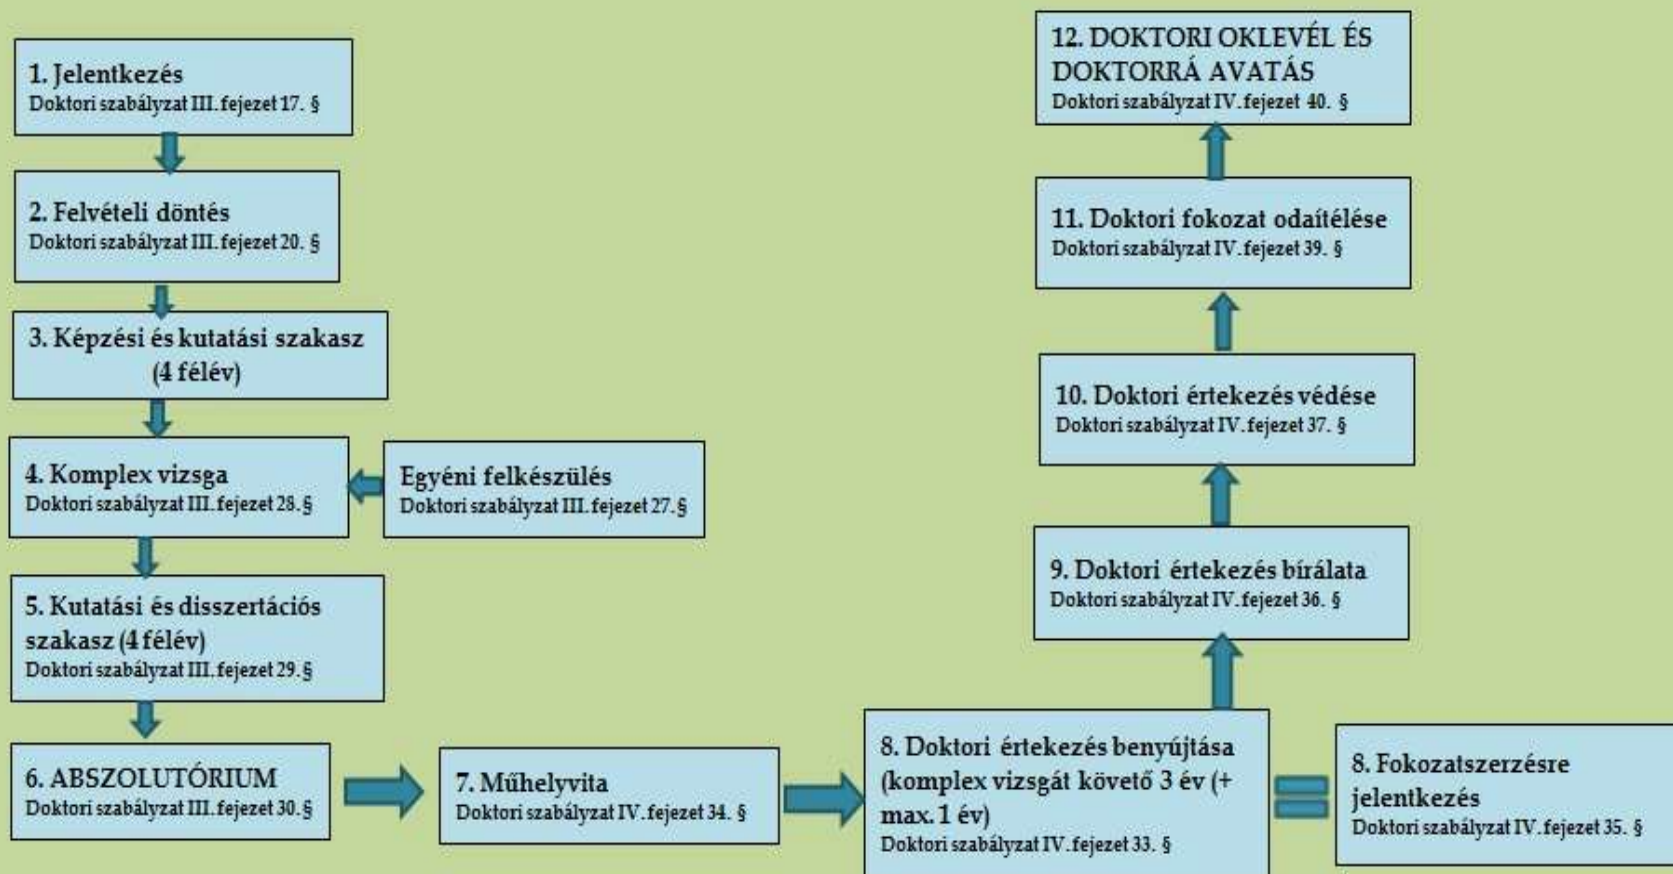 1. Jelentkezés
Doktori szabályzat III. fejezet 17. §
2. Felvételi döntés
Doktori szabályzat III. fejezet 20. §
3. Képzési és kutatási szakasz
(4 félév)
4. Komplex vizsga
Doktori szabályzat III. fejezet 28. §
Egyéni felkészülés
Doktori szabályzat III. fejezet 27. §
5. Kutatási és disszertációs
szakasz (4 félév)
Doktori szabályzat III. fejezet 29. §
6. ABSZOLUTÓRIUM
Doktori szabályzat III. fejezet 30. §
7. Műhelyvita
Doktori szabályzat IV. fejezet 34. §
8. Doktori értekezés benyújtása
(komplex vizsgát követő 3 év (+
max. 1 év)
Doktori szabályzat IV. fejezet 33. §
8. Fokozatszerzésre
jelentkezés
Doktori szabályzat IV. fejezet 35. §
9. Doktori értekezés bírálata
Doktori szabályzat IV. fejezet 36. §
10. Doktori értekezés védése
Doktori szabályzat IV. fejezet 37. §
11. Doktori fokozat odaítélése
Doktori szabályzat IV. fejezet 39. §
12. DOKTORI OKLEVÉL ÉS
DOKTORRÁ AVATÁS
Doktori szabályzat IV. fejezet 40. §